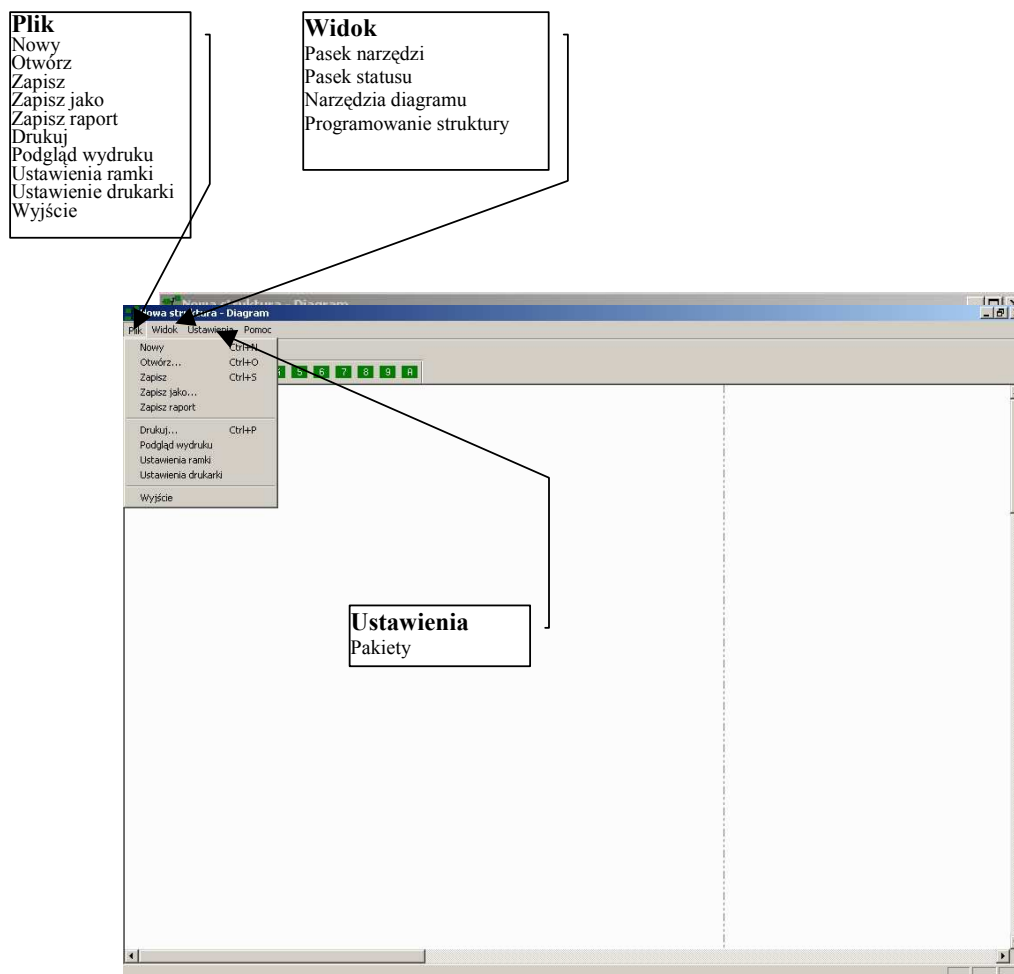 Plik
Nowy
Otwórz
Zapisz
Zapisz jako
Zapisz raport
Drukuj
Podgląd wydruku
Ustawienia ramki
Ustawienie drukarki
Wyjście
Widok
Pasek narzędzi
Pasek statusu
Narzędzia diagramu
Programowanie struktury
Nowa struktura - Diagram
Nowa struktura - Diagram
Plik Widok Ustawienia Pomoc
Nowy Ctrl+N
Otwórz... Ctrl+O
Zapisz Ctrl+S
Zapisz jako...
Zapisz raport
Drukuj... Ctrl+P
Podgląd wydruku
Ustawienia ramki
Ustawienia drukarki
Wyjście
5 6 7 8 9 A
Ustawienia
Pakiety